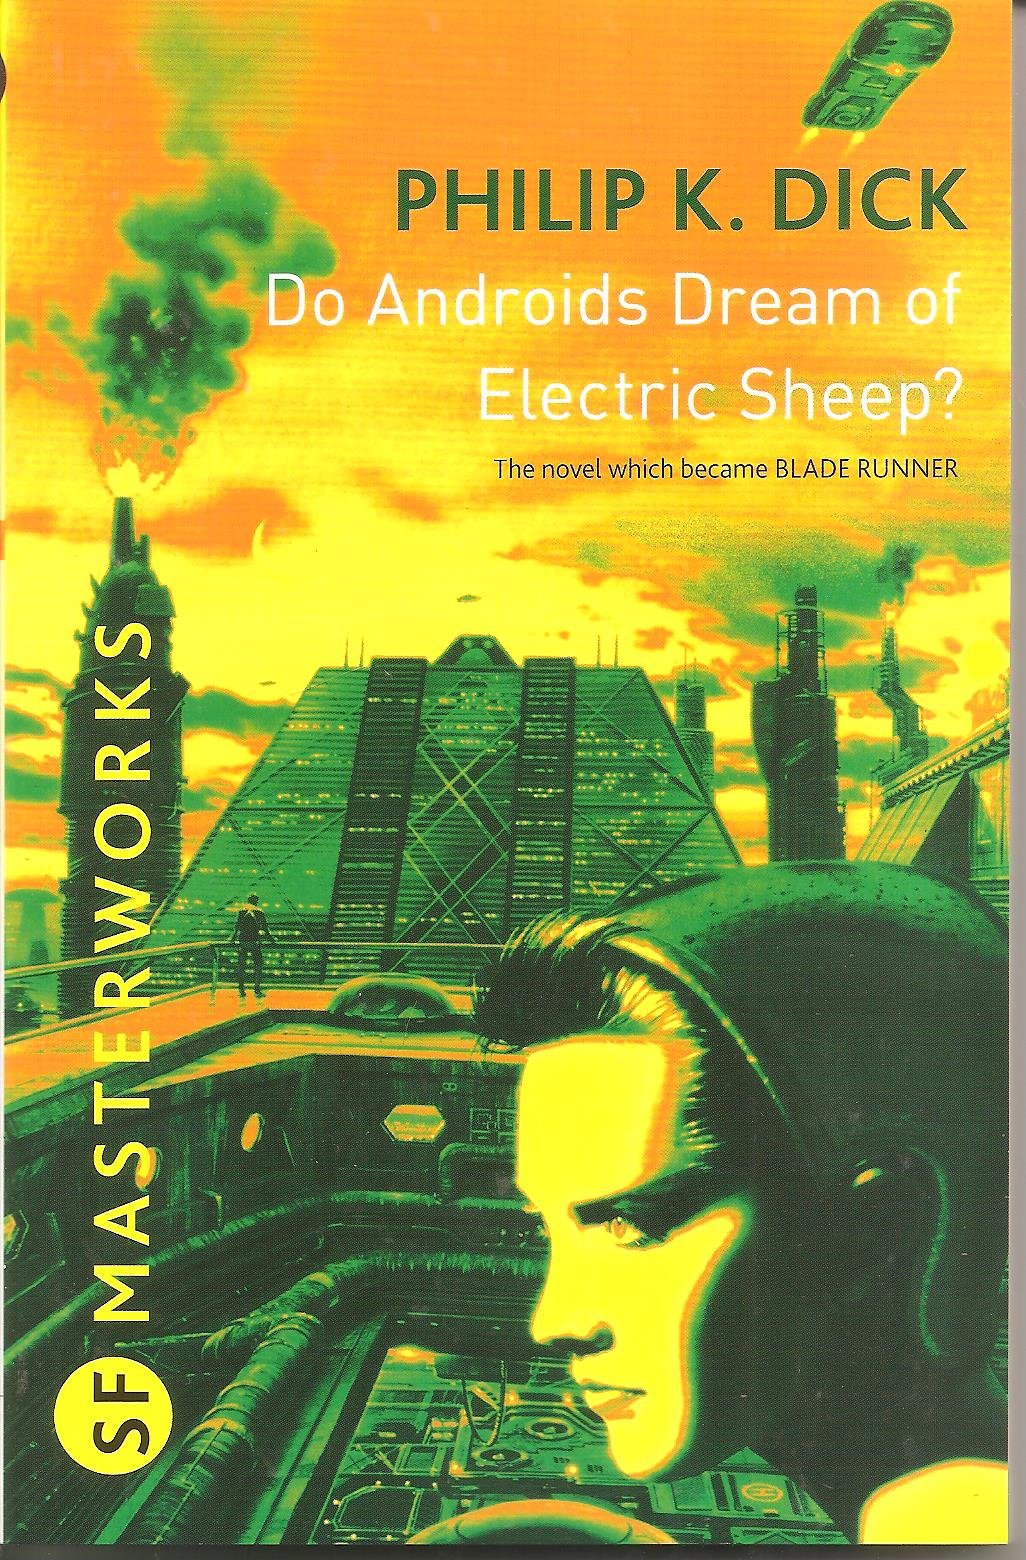 PHILIP K. DICK
Do Androids Dream of
Electric Sheep?
The novel which became BLADE RUNNER
SF MASTERWORKS